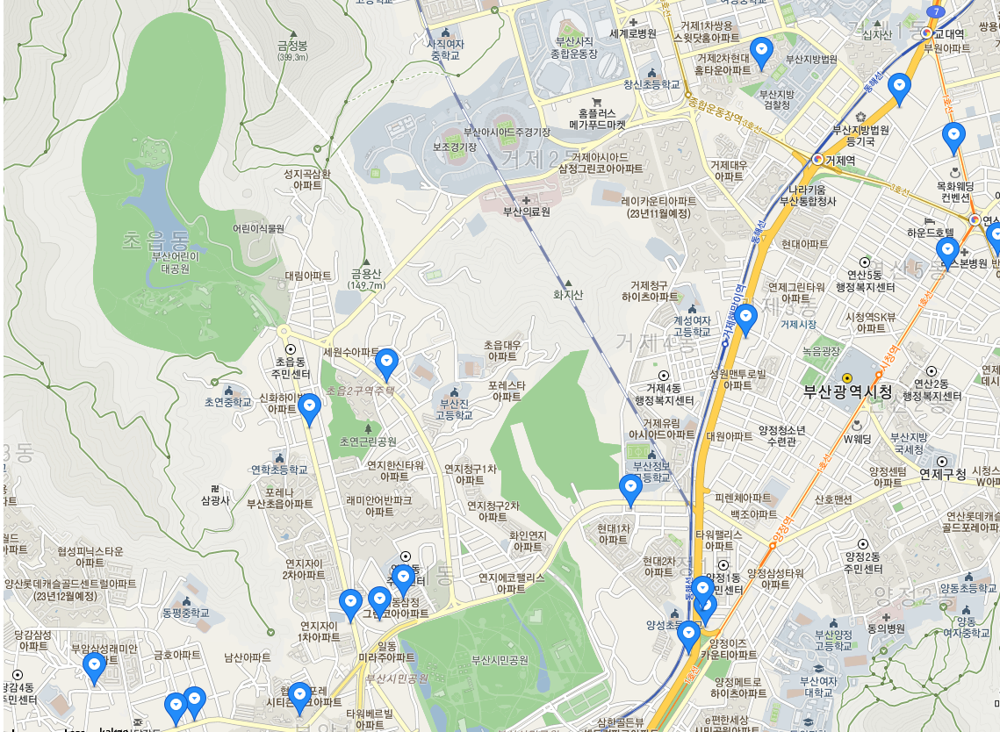 고등학교
금정봉
(399.3m)
사직여자
중학교
부산사직
종합운동장
세계로병원
거제1차쌍용
스윗닷홈아파트
거제2차현대
홈타운아파트
부산지방법원
십자산
7
교대역
부원아파트
동해선
1호선
창신초등학교
부산지방
검찰청
홈플러스
메가푸드마켓
종합운동장역
3호선
부산지방법원
등기국
부산아시아드주경기장
보조경기장
거제2동
거제아시아드
삼정그린코아아파트
거제대우
아파트
거제역
3호선
목화웨딩
컨벤션
성지곡삼환
아파트
부산의료원
레이카운티아파트
(23년11월예정)
나라키움
부산통합청사
연산
하운드호텔
어린이식물원
초읍동
부산어린이
대공원
동해선
현대아파트
대림아파트
금용산
(149.7m)
화지산
거제청구
하이츠아파트
연산5동
행정복지센터
연산5동
연제그린타워
아파트
1호선
거제해맞이역
계성여자
고등학교
거제시장
시청역SK뷰
아파트
거제4동
초읍대우
아파트
세원수아파트
녹음광장
시청역
초읍동
주민센터
초읍2구역주택
초연중학교
포레스타
아파트
부산진
고등학교
거제4동
행정복지센터
성원맨투로빌
아파트
부산광역시청
연산2동
행정복지센터
초연근린공원
거제유림
아시아드아파트
대원아파트
양정청소년
수련관
W웨딩
부산지방
국세청
연학초등학교
연지한신타워
아파트
연지청구1차
아파트
부산정보
고등학교
1호선
연제구청
양정센텀
아파트
삼광사
포레나
부산초읍아파트
래미안어반파크
아파트
연지청구2차
아파트
피렌체아파트
산호맨션
백조아파트
현대1차
아파트
화인연지
아파트
타워팰리스
아파트
양정역
연산롯데캐슬
골드포레아파트
협성피닉스타운
아파트
연지자이
2차아파트
현대2차
아파트
양정1동
주민센터
양정2동
주민센터
양산롯데캐슬골드센트럴아파트
(23년12월예정)
연지에코팰리스
아파트
양정삼성타워
아파트
양동초등학교
동평중학교
그린코아아파트
양정2동
동의병원
양동
여자중학교
당감삼성
아파트
연지자이
1차아파트
부산양정
고등학교
부암삼성래미안
금호아파트
남산아파트
일동
미라주아파트
부산시민공원
부산시민공원
양정이즈
카운티아파트
1호선
당감4동
주민센터
양정메트로
하이츠아파트
부산여자
대학교
타워베르빌
아파트
삼한골든뷰
e편한세상
시민공원아파트
kakao